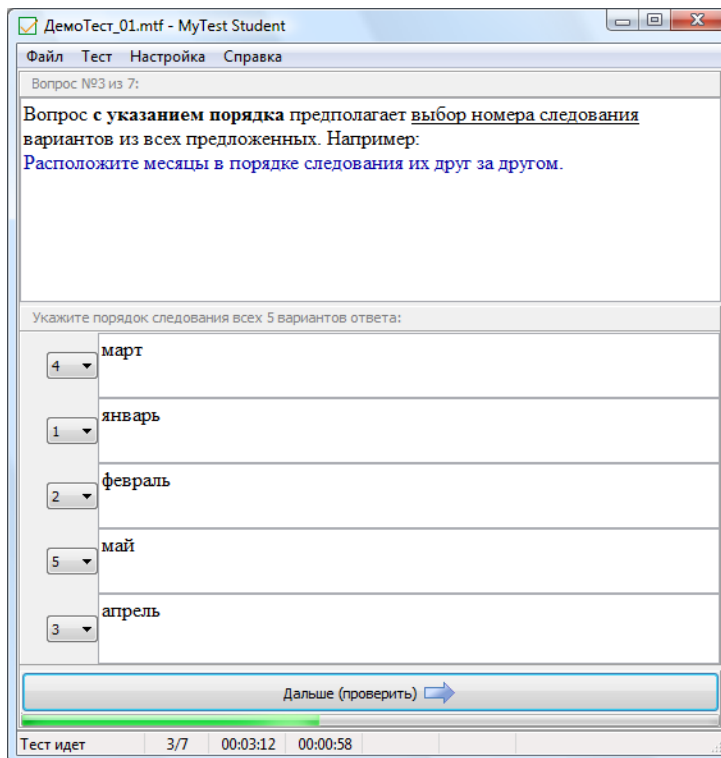 ДемоТест_01.mtf - MyTest Student
Файл Тест Настройка Справка
Вопрос №3 из 7:
Вопрос с указанием порядка предполагает выбор номера следования
вариантов из всех предложенных. Например:
Расположите месяцы в порядке следования их друг за другом.
Укажите порядок следования всех 5 вариантов ответа:
4 март
1 январь
2 февраль
5 май
3 апрель
Дальше (проверить)
Тест идет 3/7 00:03:12 00:00:58